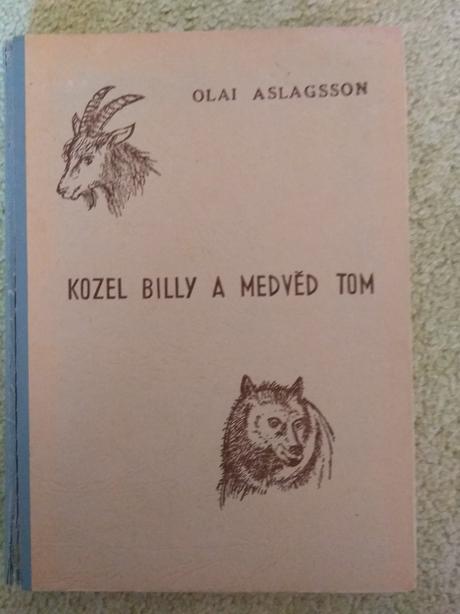 OLAI ASLAGSSON
KOZEL BILLY A MEDVĚD TOM